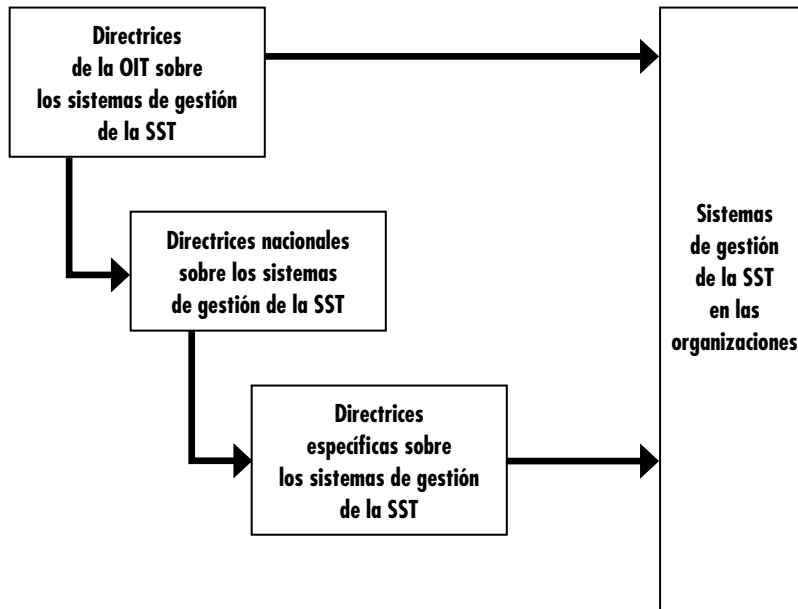 Directrices
de la OIT sobre
los sistemas de gestión
de la SST
Directrices nacionales
sobre los sistemas
de gestión de la SST
Directrices
específicas sobre
los sistemas de gestión
de la SST
Sistemas
de gestión
de la SST
en las
organizaciones